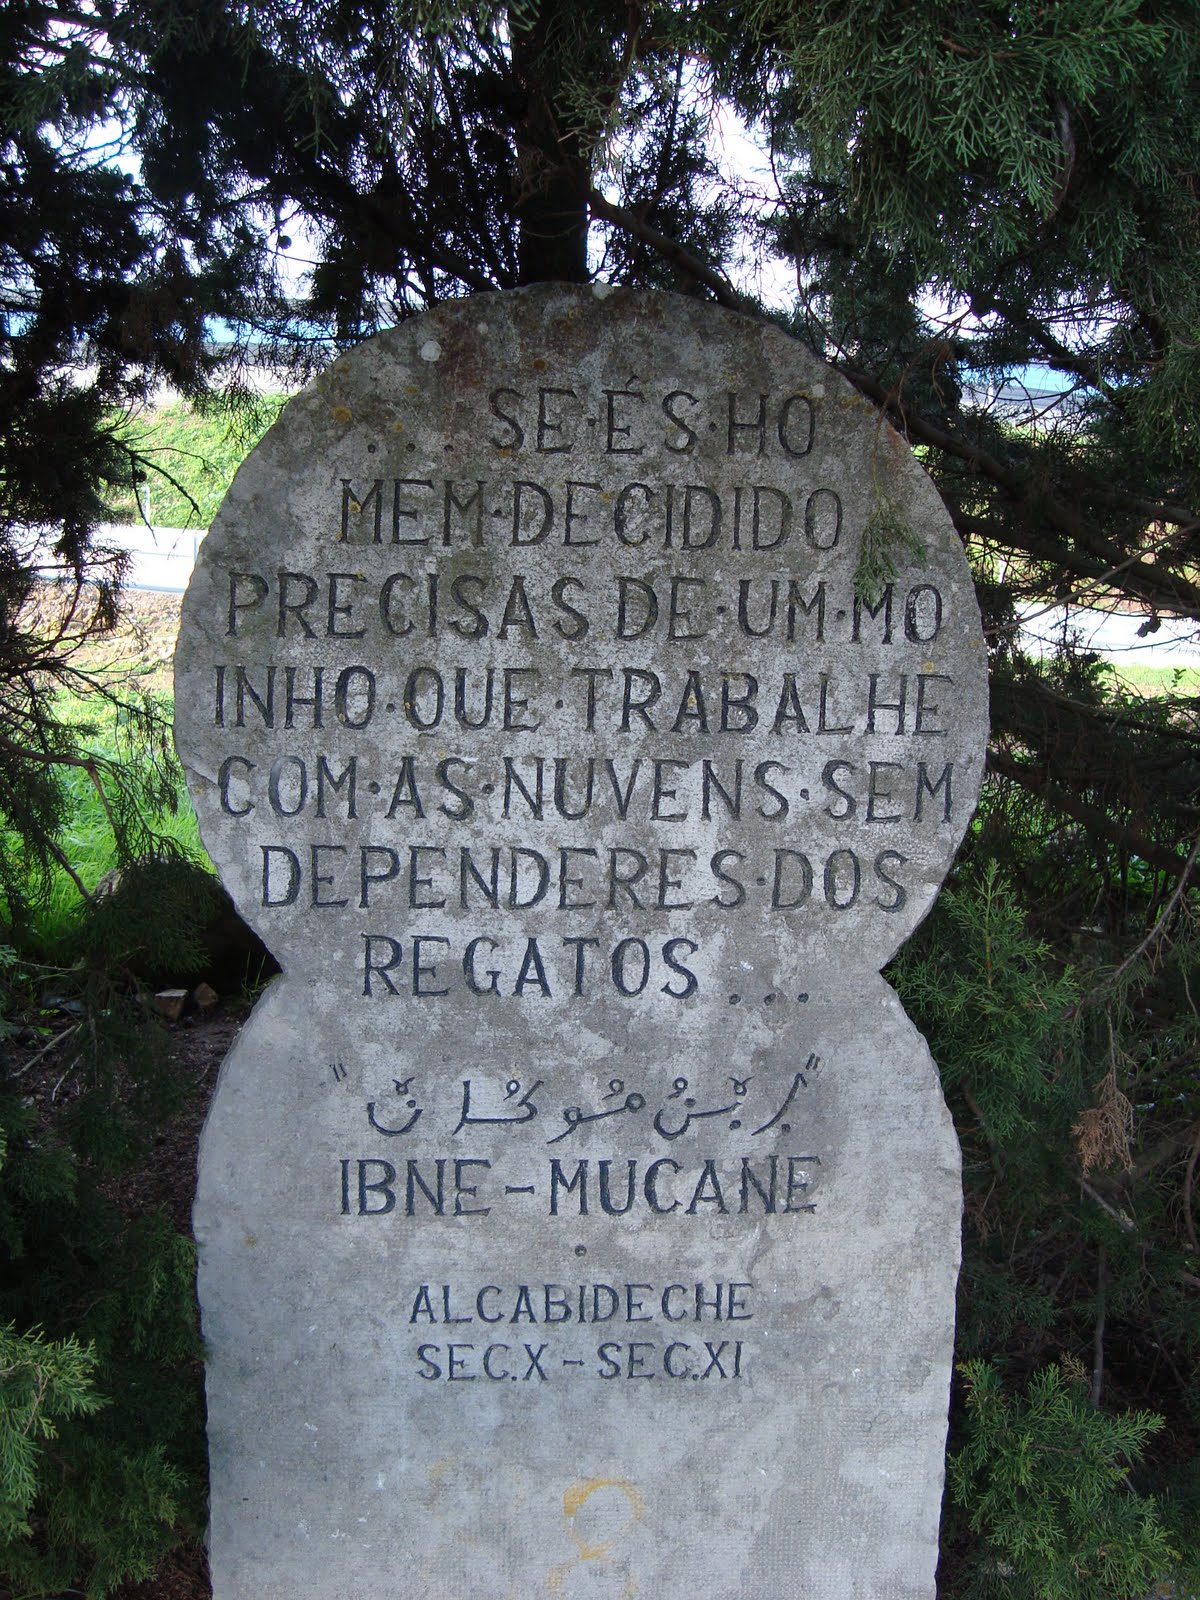 ... SE·ÉS·HO
MEM·DECIDIDO
PRECISAS DE·UM·MO
INHO·QUE·TRABALHE
COM·AS·NUVENS·SEM
DEPENDERES·DOS
REGATOS...
IBNE-MUCANE
ALCABIDECHE
SEC.X-SEC.XI